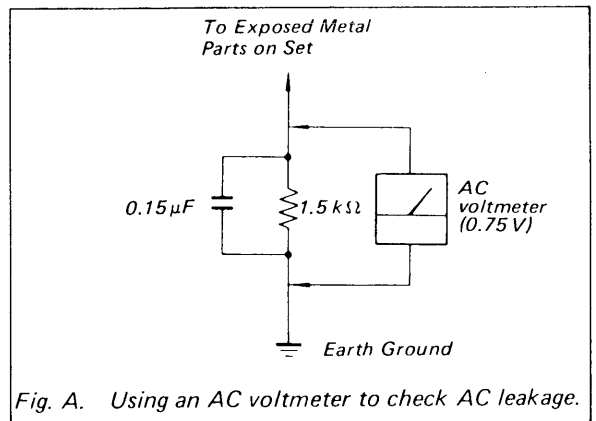 To Exposed Metal
Parts on Set
0.15 µF
1.5 kΩ
AC
voltmeter
(0.75 V)
Earth Ground
Fig. A. Using an AC voltmeter to check AC leakage.